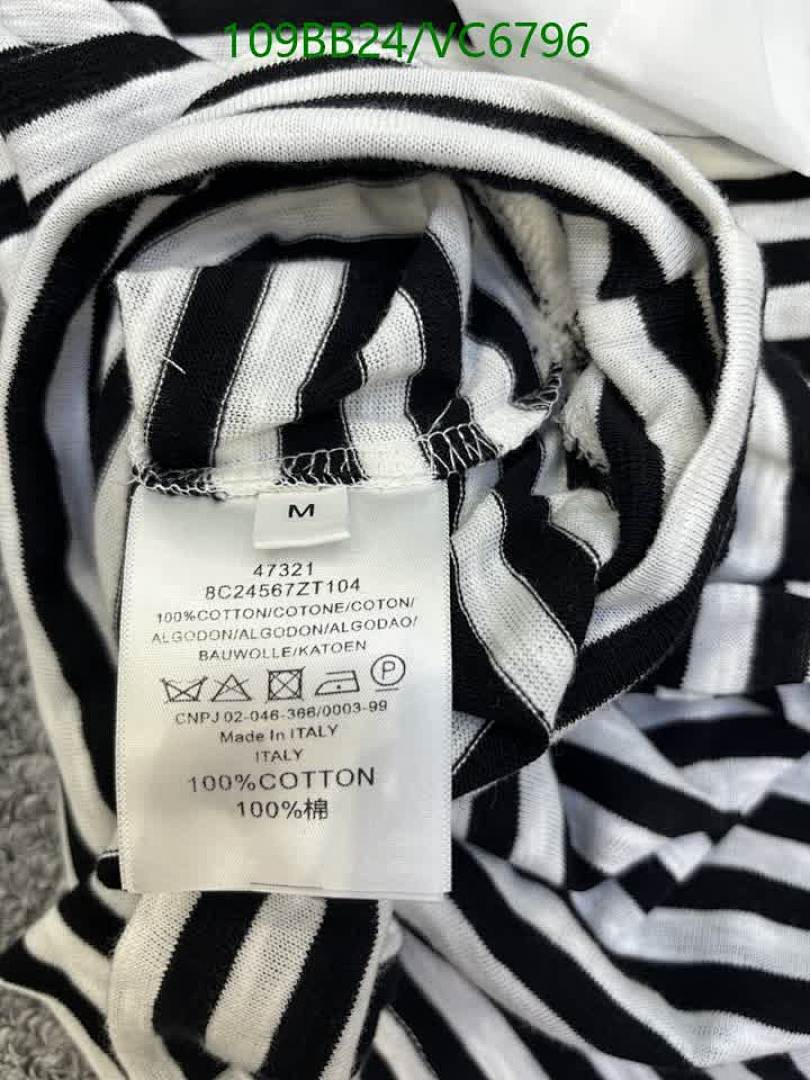 109BB24/VC6796
M
47321
8C24567ZT104
100%COTTON/COTONE/COTON/
ALGODON/ALGODON/ALGODAO/
BAUWOLLE/KATOEN
P
CNPJ 02-046-366/0003-99
Made In ITALY
ITALY
100%COTTON
100%棉